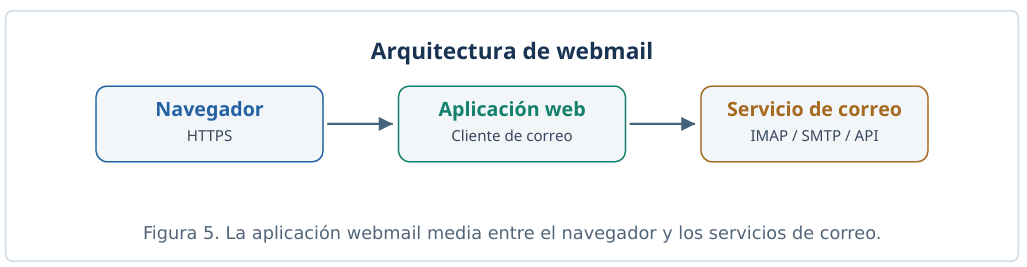 Arquitectura de webmail
Navegador
HTTPS
Aplicación web
Cliente de correo
Servicio de correo
IMAP / SMTP / API
Figura 5. La aplicación webmail media entre el navegador y los servicios de correo.